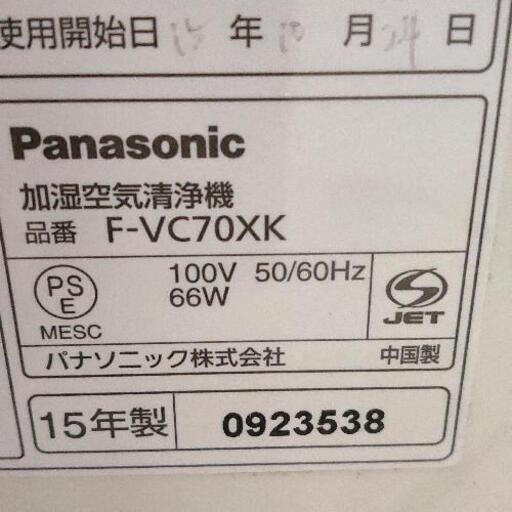 使用開始日 15 年 10 月 24 日
Panasonic
加湿空気清浄機
品番 F-VC70XK
PS
E
MESC
100V 50/60Hz
66W
S
JET
パナソニック株式会社 中国製
15年製 0923538